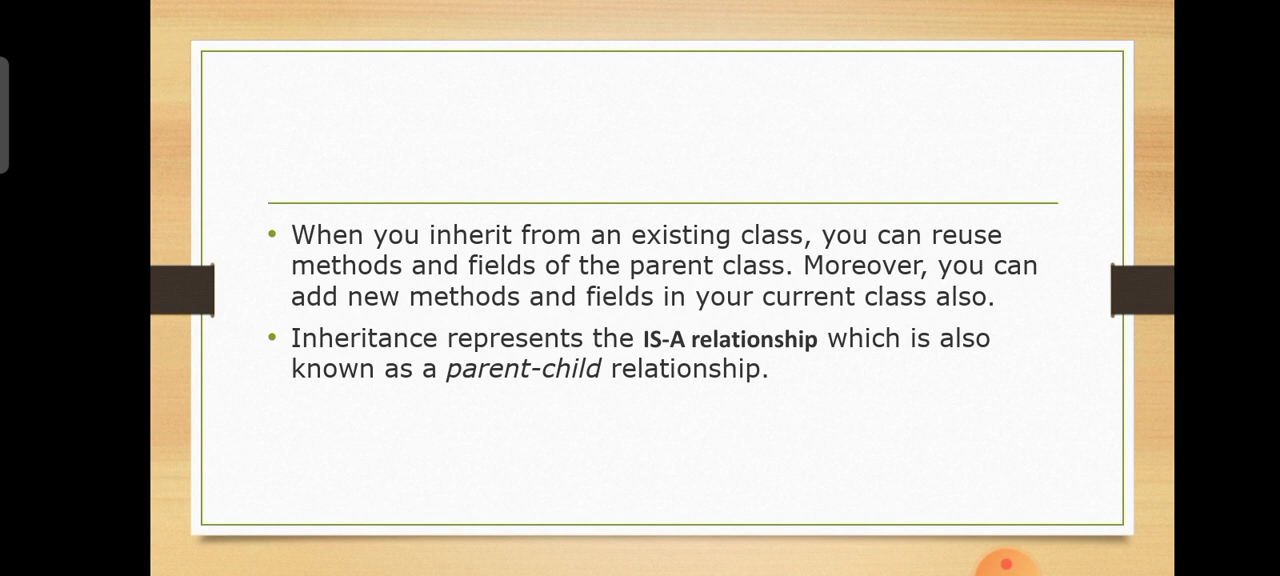 • When you inherit from an existing class, you can reuse
methods and fields of the parent class. Moreover, you can
add new methods and fields in your current class also.
• Inheritance represents the IS-A relationship which is also
known as a parent-child relationship.